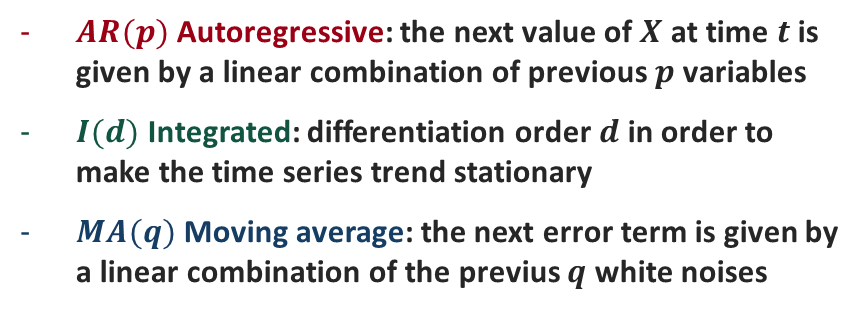 - AR(p) Autoregressive: the next value of X at time t is
given by a linear combination of previous p variables
- I(d) Integrated: differentiation order d in order to
make the time series trend stationary
- MA(q) Moving average: the next error term is given by
a linear combination of the previus q white noises